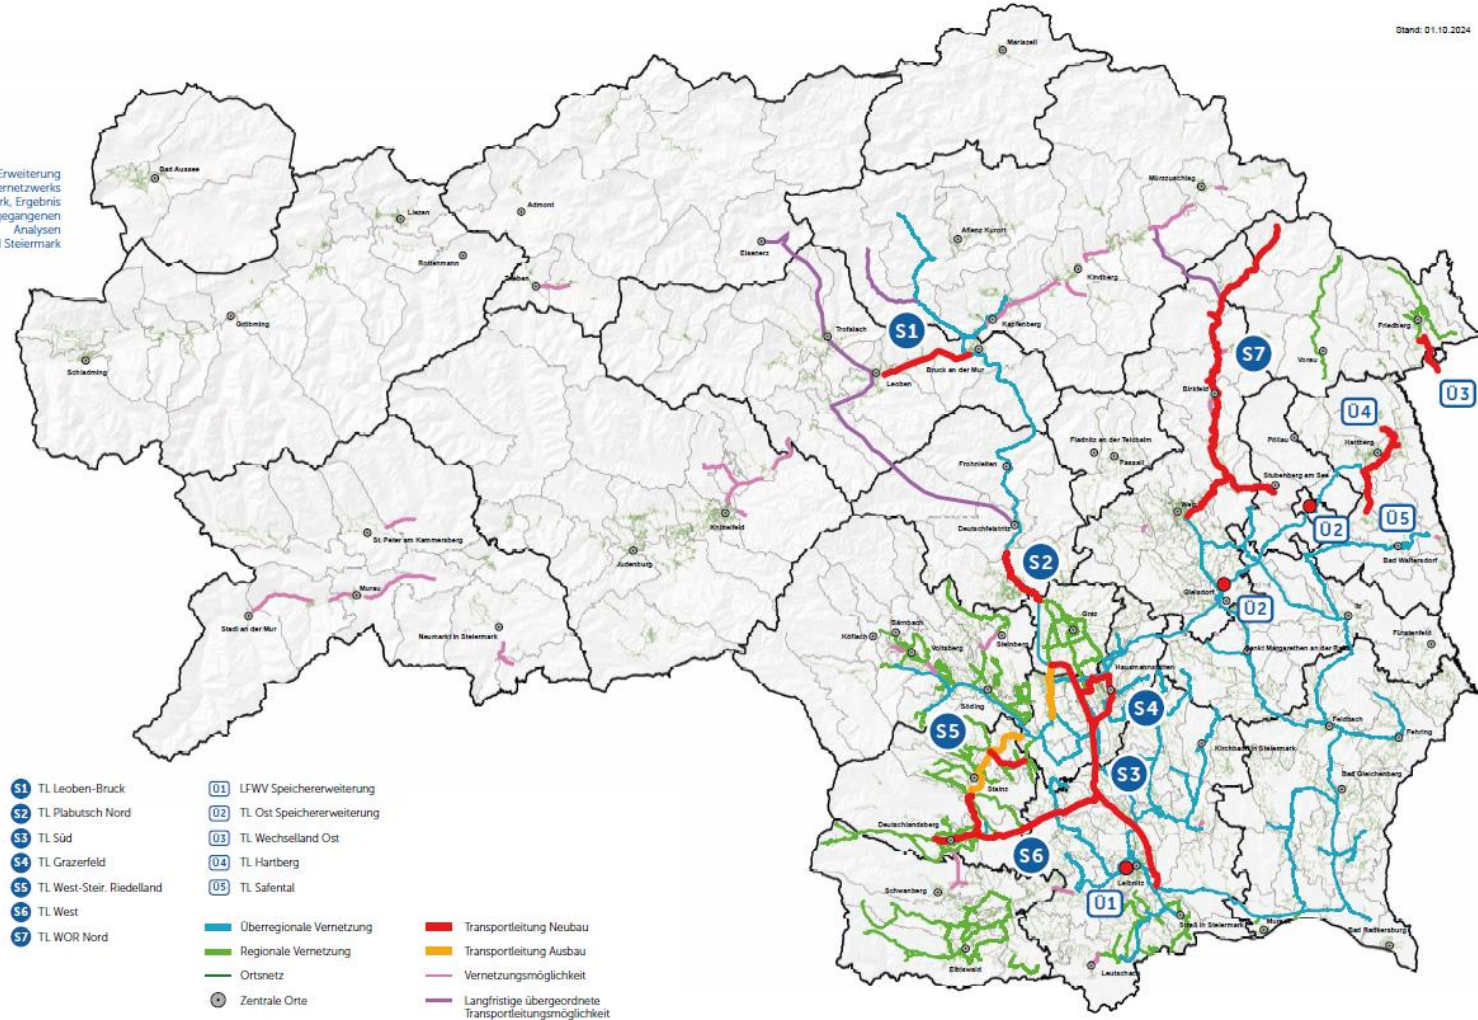 Stand: 01.10.2024
Erweiterung
ernetzwerks
rk, Ergebnis
gegangenen
Analysen
l Steiermark
Mariazell
Bad Aussee
Mürzzuschlag
Admont
Liezen
Aflenz Kurort
Rottenmann
Eisenerz
Kindberg
Trieben
Gröbming
Kapfenberg
Friedberg
S1
Trofaiach
Schladming
S7
Vorau
Bruck an der Mur
Leoben
Birkfeld
Ü3
Ü4
Fladnitz an der Teichalm
Pöllau
Hartberg
Passail
Frohnleiten
Stubenberg am See
Knittelfeld
Weiz
Ü5
Deutschfeistritz
Ü2
St. Peter am Kammersberg
Judenburg
S2
Bad Waltersdorf
Murau
Gleisdorf
Ü2
Stadl an der Mur
Ilz
Graz
Neumarkt in Steiermark
Bärnbach
Köflach
Steinberg
Fürstenfeld
Voitsberg
Sankt Margarethen an der Raab
Hausmannstätten
Söding
S4
S5
Feldbach
Fehring
Kirchbach in Steiermark
S3
Bad Gleichenberg
Stainz
Deutschlandsberg
S6
Leibnitz
Schwanberg
Ü1
Straß in Steiermark
Mureck
Bad Radkersburg
Eibiswald
Leutschach
S1 TL Leoben-Bruck
S2 TL Plabutsch Nord
S3 TL Süd
S4 TL Grazerfeld
S5 TL West-Steir. Riedelland
S6 TL West
S7 TL WOR Nord
Ü1 LFWV Speichererweiterung
Ü2 TL Ost Speichererweiterung
Ü3 TL Wechselland Ost
Ü4 TL Hartberg
Ü5 TL Safental
Überregionale Vernetzung
Regionale Vernetzung
Ortsnetz
Zentrale Orte
Transportleitung Neubau
Transportleitung Ausbau
Vernetzungsmöglichkeit
Langfristige übergeordnete
Transportleitungsmöglichkeit